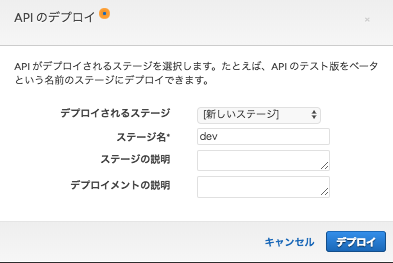 API のデプロイ
API がデプロイされるステージを選択します。たとえば、API のテスト版をベータ
という名前のステージにデプロイできます。
デプロイされるステージ [新しいステージ]
ステージ名* dev
ステージの説明
デプロイメントの説明
キャンセル デプロイ